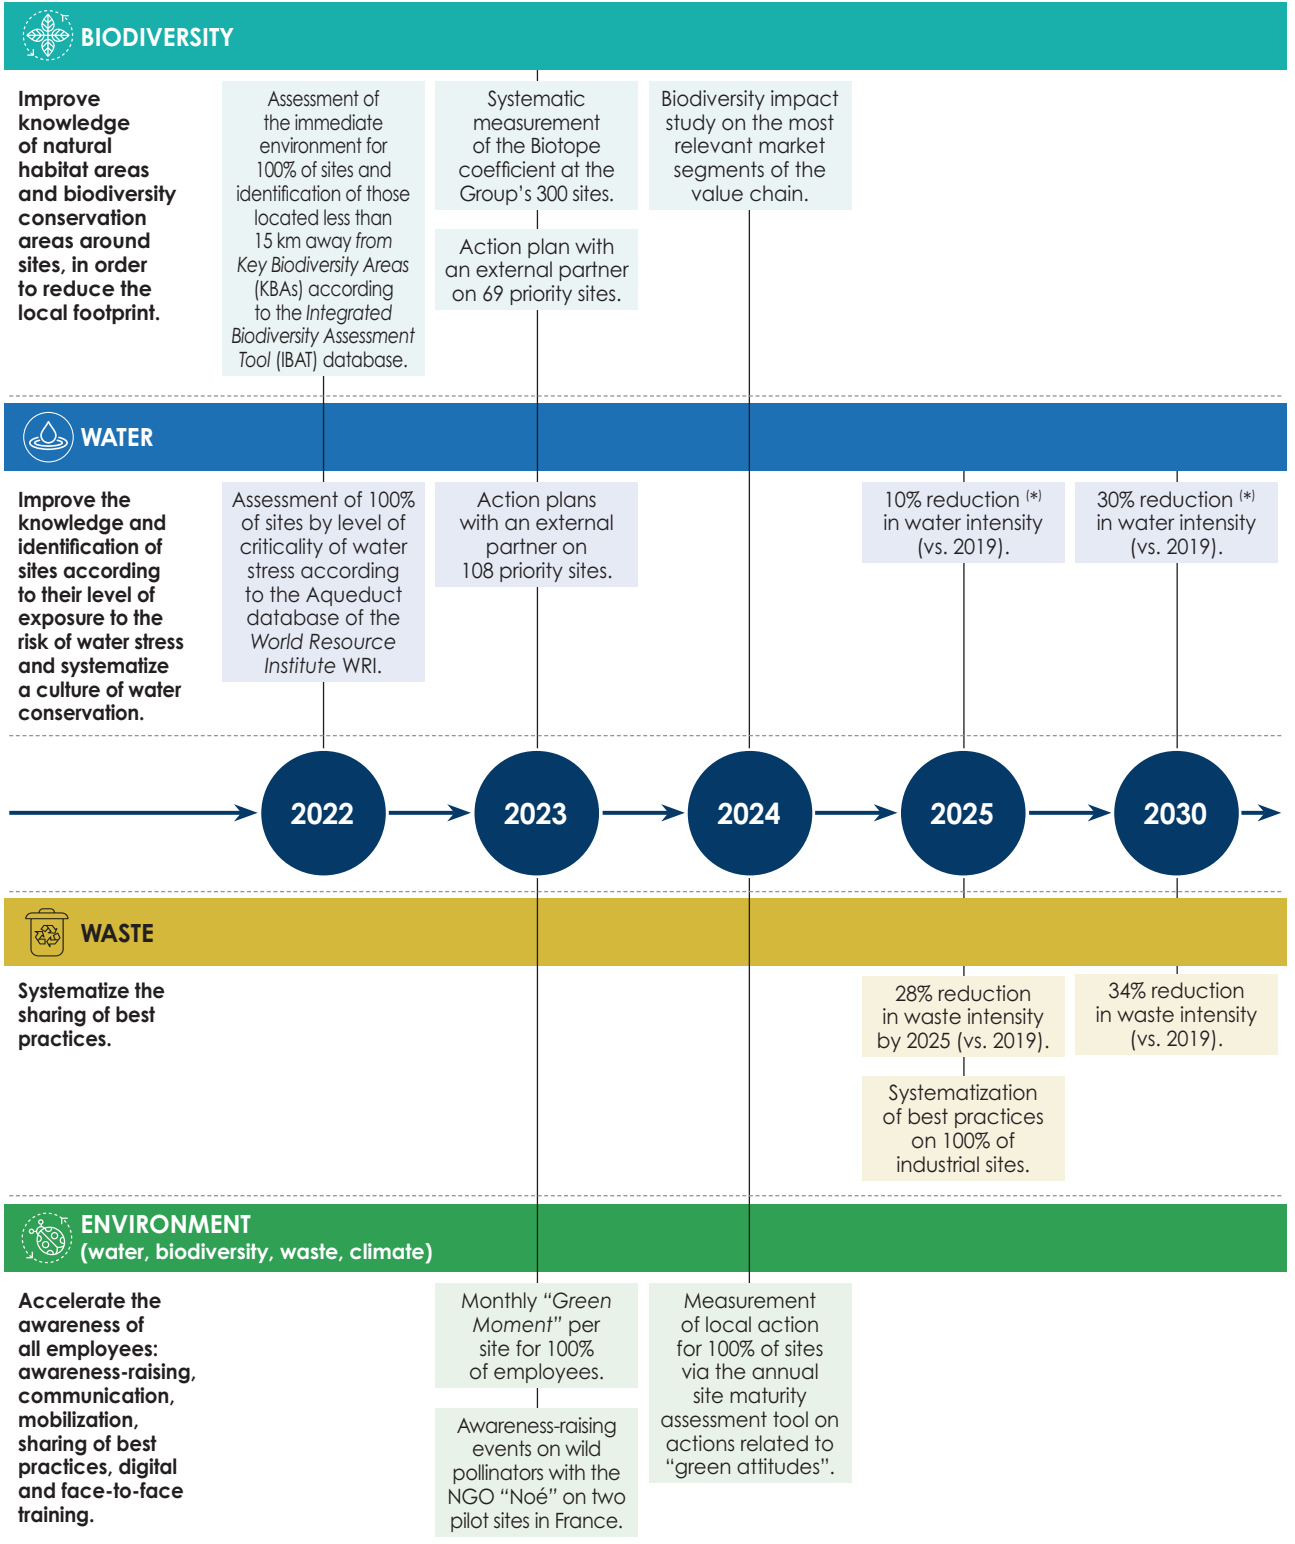 BIODIVERSITY
Improve
knowledge
of natural
habitat areas
and biodiversity
conservation
areas around
sites, in order
to reduce the
local footprint.
Assessment of
the immediate
environment for
100% of sites and
identification of those
located less than
15 km away from
Key Biodiversity Areas
(KBAs) according
to the Integrated
Biodiversity Assessment
Tool (IBAT) database.
Systematic
measurement
of the Biotope
coefficient at the
Group's 300 sites.
Action plan with
an external partner
on 69 priority sites.
Biodiversity impact
study on the most
relevant market
segments of the
value chain.
WATER
Improve the
knowledge and
identification of
sites according
to their level of
exposure to the
risk of water stress
and systematize
a culture of water
conservation.
Assessment of 100%
of sites by level of
criticality of water
stress according
to the Aqueduct
database of the
World Resource
Institute WRI.
Action plans
with an external
partner on
108 priority sites.
10% reduction (*)
in water intensity
(vs. 2019).
30% reduction (*)
in water intensity
(vs. 2019).
2022
2023
2024
2025
2030
WASTE
Systematize the
sharing of best
practices.
28% reduction
in waste intensity
by 2025 (vs. 2019).
Systematization
of best practices
on 100% of
industrial sites.
34% reduction
in waste intensity
(vs. 2019).
ENVIRONMENT
(water, biodiversity, waste, climate)
Accelerate the
awareness of
all employees:
awareness-raising,
communication,
mobilization,
sharing of best
practices, digital
and face-to-face
training.
Monthly “Green
Moment” per
site for 100%
of employees.
Awareness-raising
events on wild
pollinators with the
NGO “Noé” on two
pilot sites in France.
Measurement
of local action
for 100% of sites
via the annual
site maturity
assessment tool on
actions related to
“green attitudes”.